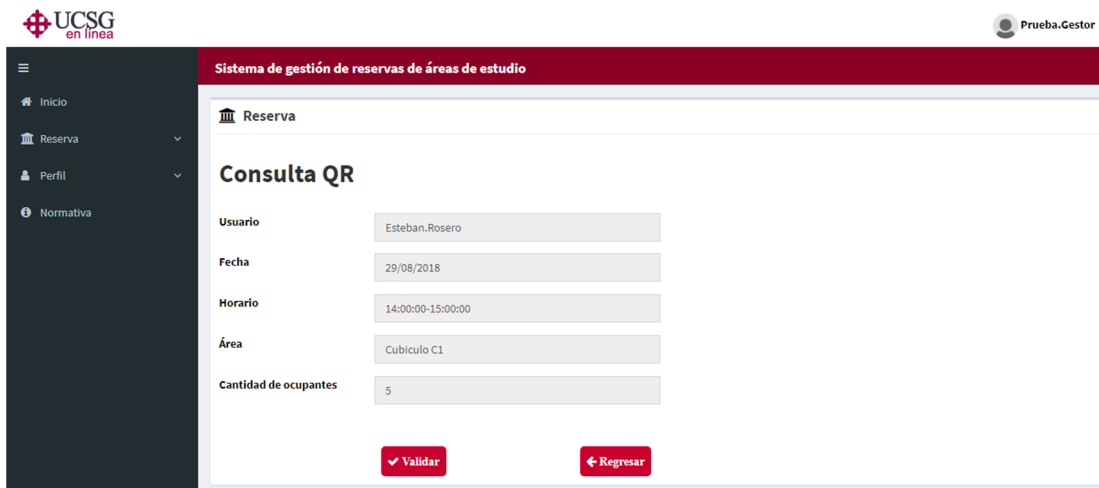 UCSG
en línea
Prueba.Gestor
Sistema de gestión de reservas de áreas de estudio
Inicio
Reserva
Perfil
Normativa
Reserva
Consulta QR
Usuario
Esteban.Rosero
Fecha
29/08/2018
Horario
14:00:00-15:00:00
Área
Cubiculo C1
Cantidad de ocupantes
5
Validar
Regresar